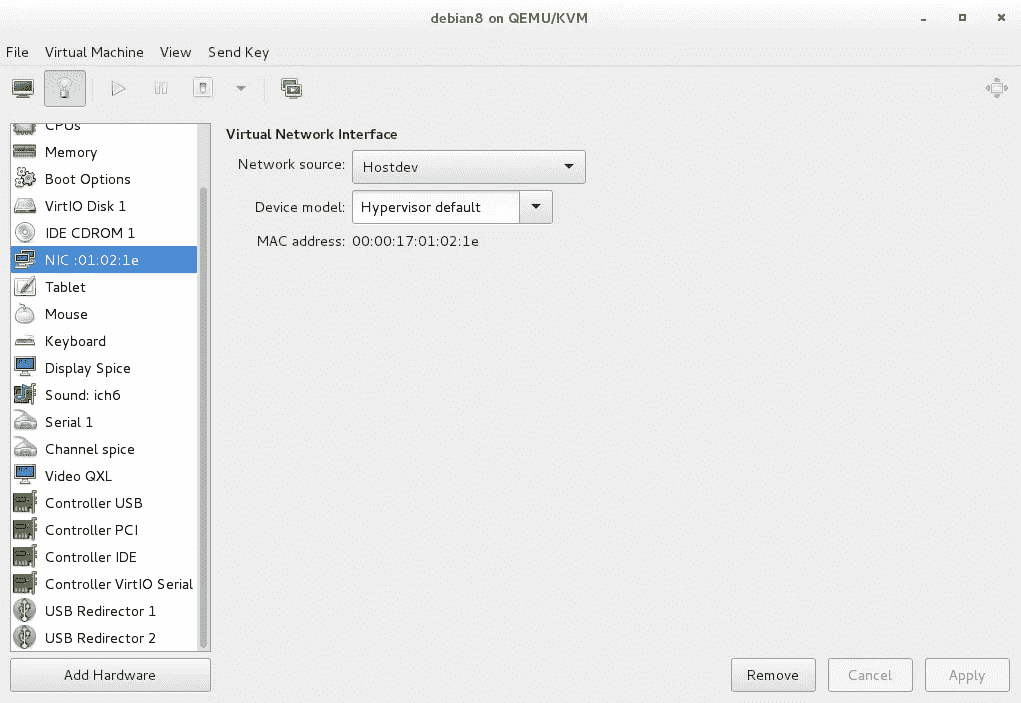 debian8 on QEMU/KVM
File Virtual Machine View Send Key
CPUs
Memory
Boot Options
VirtIO Disk 1
IDE CDROM 1
NIC :01:02:1e
Tablet
Mouse
Keyboard
Display Spice
Sound: ich6
Serial 1
Channel spice
Video QXL
Controller USB
Controller PCI
Controller IDE
Controller VirtIO Serial
USB Redirector 1
USB Redirector 2
Add Hardware
Virtual Network Interface
Network source: Hostdev
Device model: Hypervisor default
MAC address: 00:00:17:01:02:1e
Remove Cancel Apply